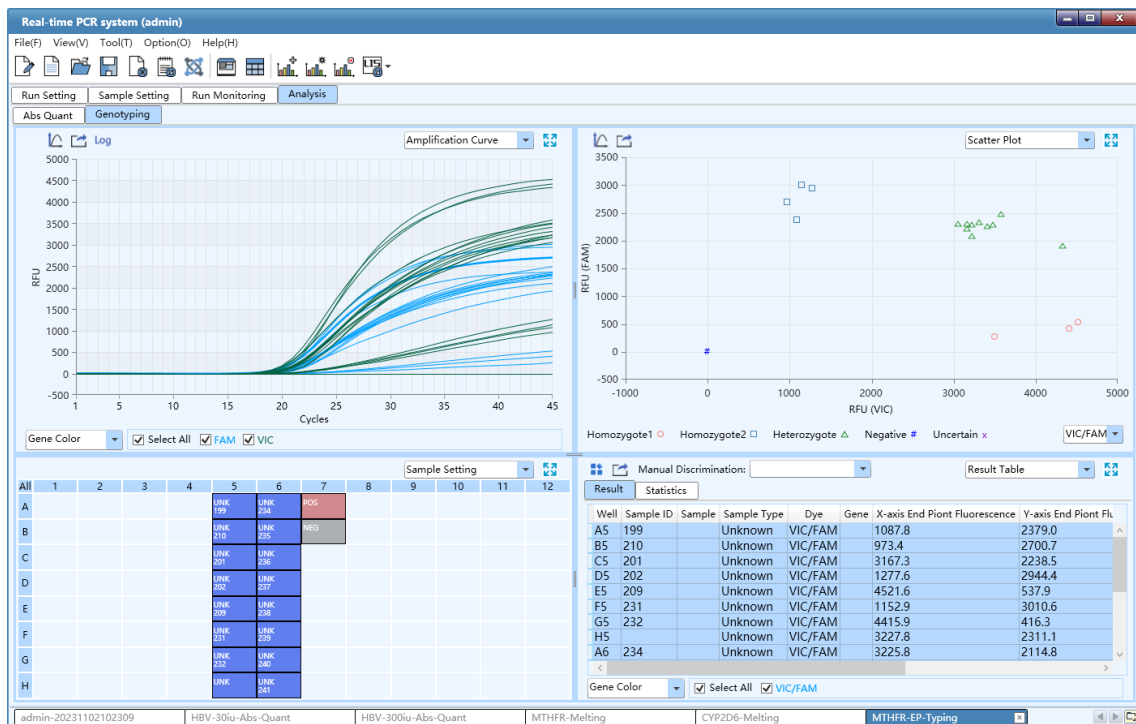 Real-time PCR system (admin)
File(F) View(V) Tool(T) Option(O) Help(H)
LTS
Run Setting Sample Setting Run Monitoring Analysis
Abs Quant Genotyping
Log Amplification Curve
5000
4500
4000
3500
3000
2500
2000
1500
1000
500
0
-500
RFU
1 5 10 15 20 25 30 35 40 45
Cycles
Gene Color Select All FAM VIC
Scatter Plot
3500
3000
2500
2000
1500
1000
500
0
-500
RFU (FAM)
-1000 0 1000 2000 3000 4000 5000
RFU (VIC)
Homozygote1 Homozygote2 Heterozygote Negative # Uncertain x VIC/FAM
Sample Setting
All 1 2 3 4 5 6 7 8 9 10 11 12
A UNK 199 UNK 234 POS
B UNK 210 UNK 235 NEG
C UNK 201 UNK 236
D UNK 202 UNK 237
E UNK 209 UNK 238
F UNK 231 UNK 239
G UNK 232 UNK 240
H UNK UNK 241
Manual Discrimination: Result Table
Result Statistics
Well Sample ID Sample Sample Type Dye Gene X-axis End Piont Fluorescence Y-axis End Piont Flu
A5 199 Unknown VIC/FAM 1087.8 2379.0
B5 210 Unknown VIC/FAM 973.4 2700.7
C5 201 Unknown VIC/FAM 3167.3 2238.5
D5 202 Unknown VIC/FAM 1277.6 2944.4
E5 209 Unknown VIC/FAM 4521.6 537.9
F5 231 Unknown VIC/FAM 1152.9 3010.6
G5 232 Unknown VIC/FAM 4415.9 416.3
H5 Unknown VIC/FAM 3227.8 2311.1
A6 234 Unknown VIC/FAM 3225.8 2114.8
Gene Color Select All VIC/FAM
admin-20231102102309 HBV-30iu-Abs-Quant HBV-300iu-Abs-Quant MTHFR-Melting CYP2D6-Melting MTHFR-EP-Typing